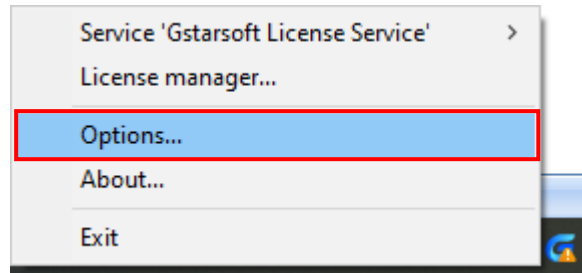 Service 'Gstarsoft License Service'
License manager...
Options...
About...
Exit